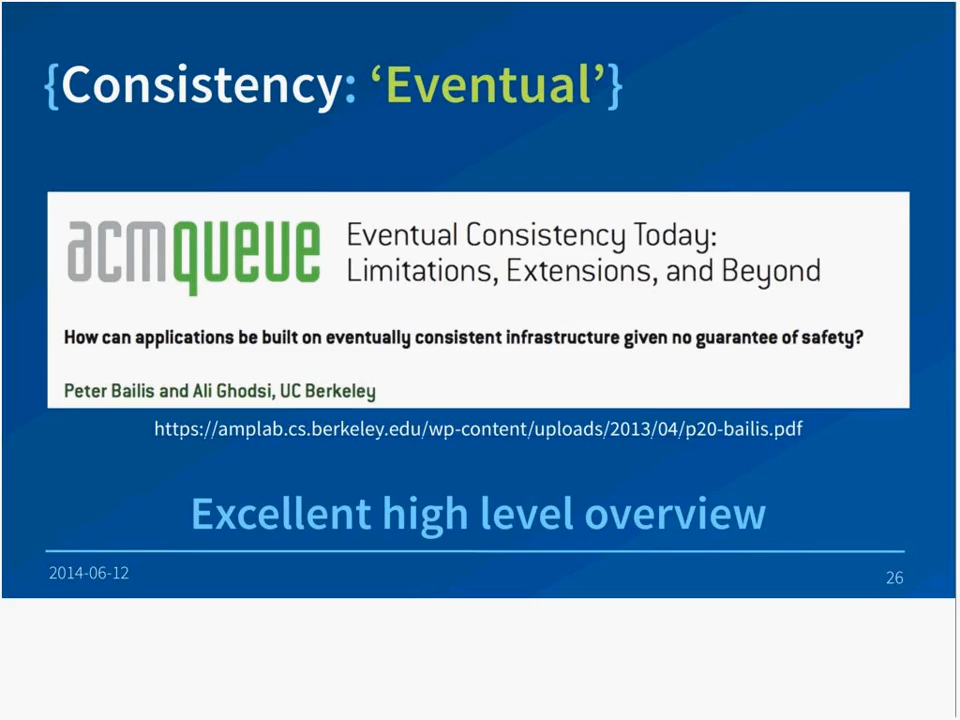 {Consistency: ‘Eventual’}
acmqueue
Eventual Consistency Today:
Limitations, Extensions, and Beyond
How can applications be built on eventually consistent infrastructure given no guarantee of safety?
Peter Bailis and Ali Ghodsi, UC Berkeley
https://amplab.cs.berkeley.edu/wp-content/uploads/2013/04/p20-bailis.pdf
Excellent high level overview
2014-06-12
26